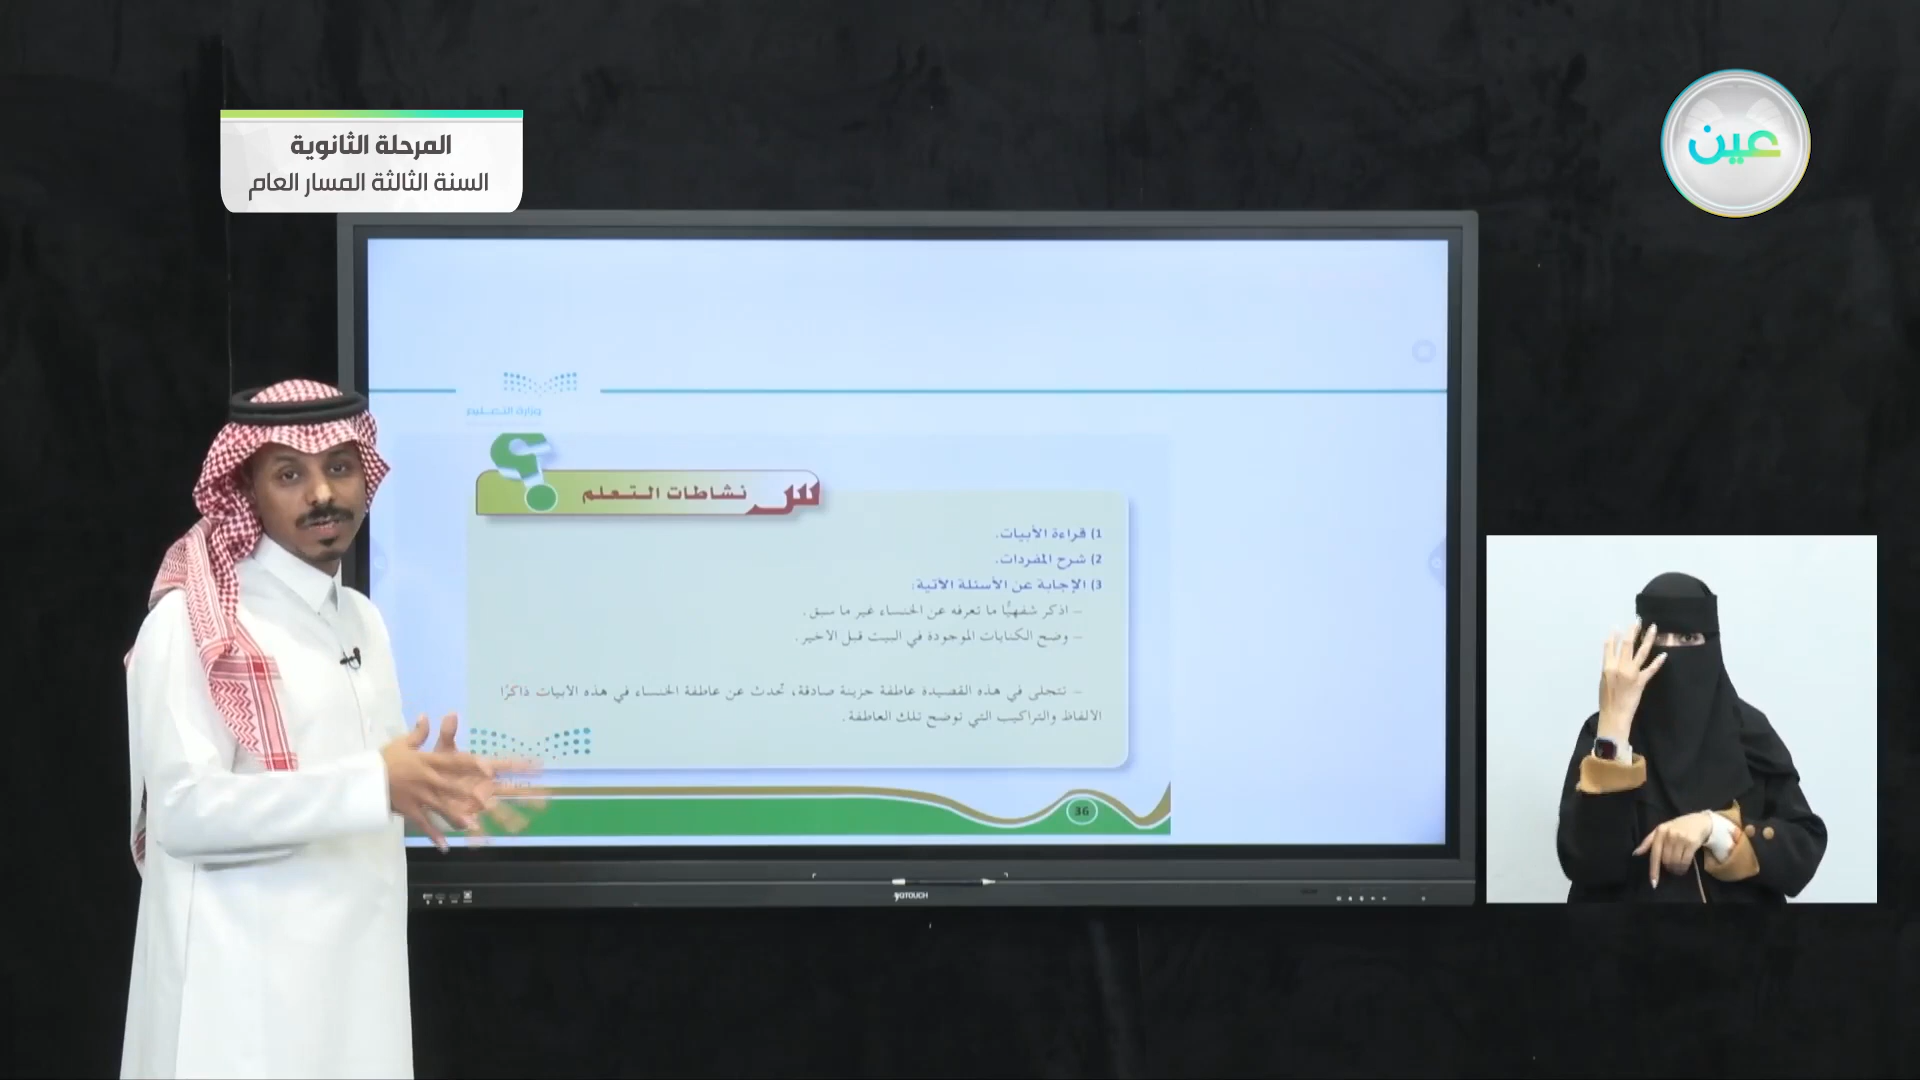 المرحلة الثانوية
السنة الثالثة المسار العام
عين
وزارة التعليم
س نشاطات التعلم
1) قراءة الأبيات.
2) شرح المفردات.
3) الإجابة عن الأسئلة الآتية:
– اذكر شفهيًّا ما تعرفه عن الخنساء غير ما سبق.
– وضح الكنايات الموجودة في البيت قبل الأخير.
– تتجلى في هذه القصيدة عاطفة حزينة صادقة، تحدث عن عاطفة الخنساء في هذه الأبيات ذاكرًا
الألفاظ والتراكيب التي توضح تلك العاطفة.
36
YOTOUCH